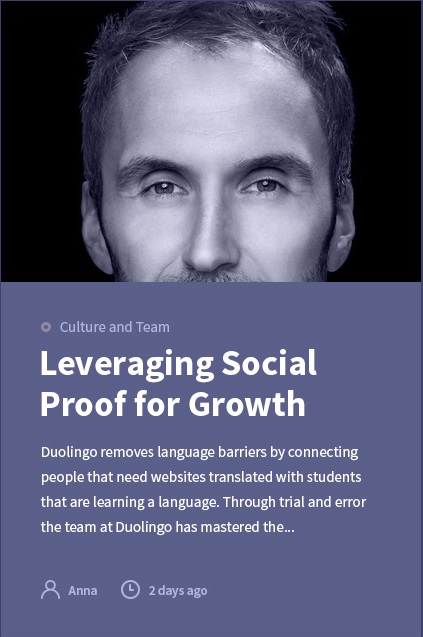 Culture and Team
Leveraging Social
Proof for Growth
Duolingo removes language barriers by connecting
people that need websites translated with students
that are learning a language. Through trial and error
the team at Duolingo has mastered the...
Anna
2 days ago